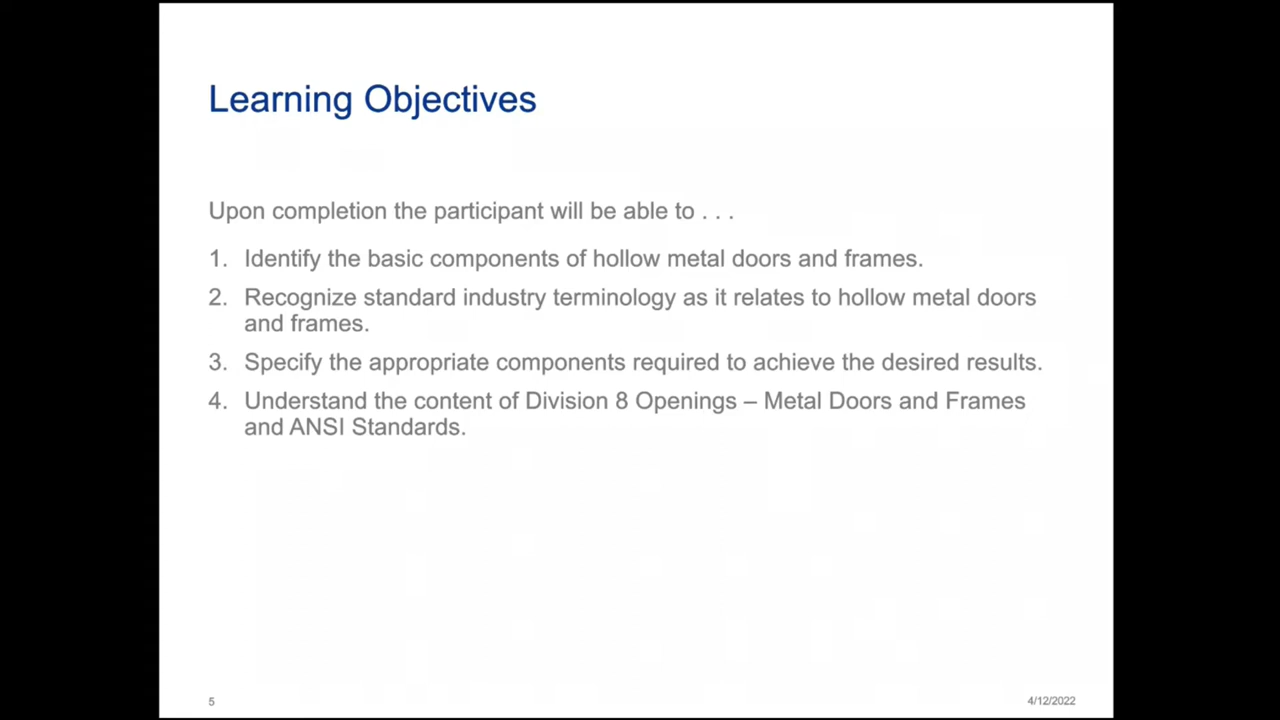 Learning Objectives
Upon completion the participant will be able to . . .
1. Identify the basic components of hollow metal doors and frames.
2. Recognize standard industry terminology as it relates to hollow metal doors
and frames.
3. Specify the appropriate components required to achieve the desired results.
4. Understand the content of Division 8 Openings – Metal Doors and Frames
and ANSI Standards.
5
4/12/2022